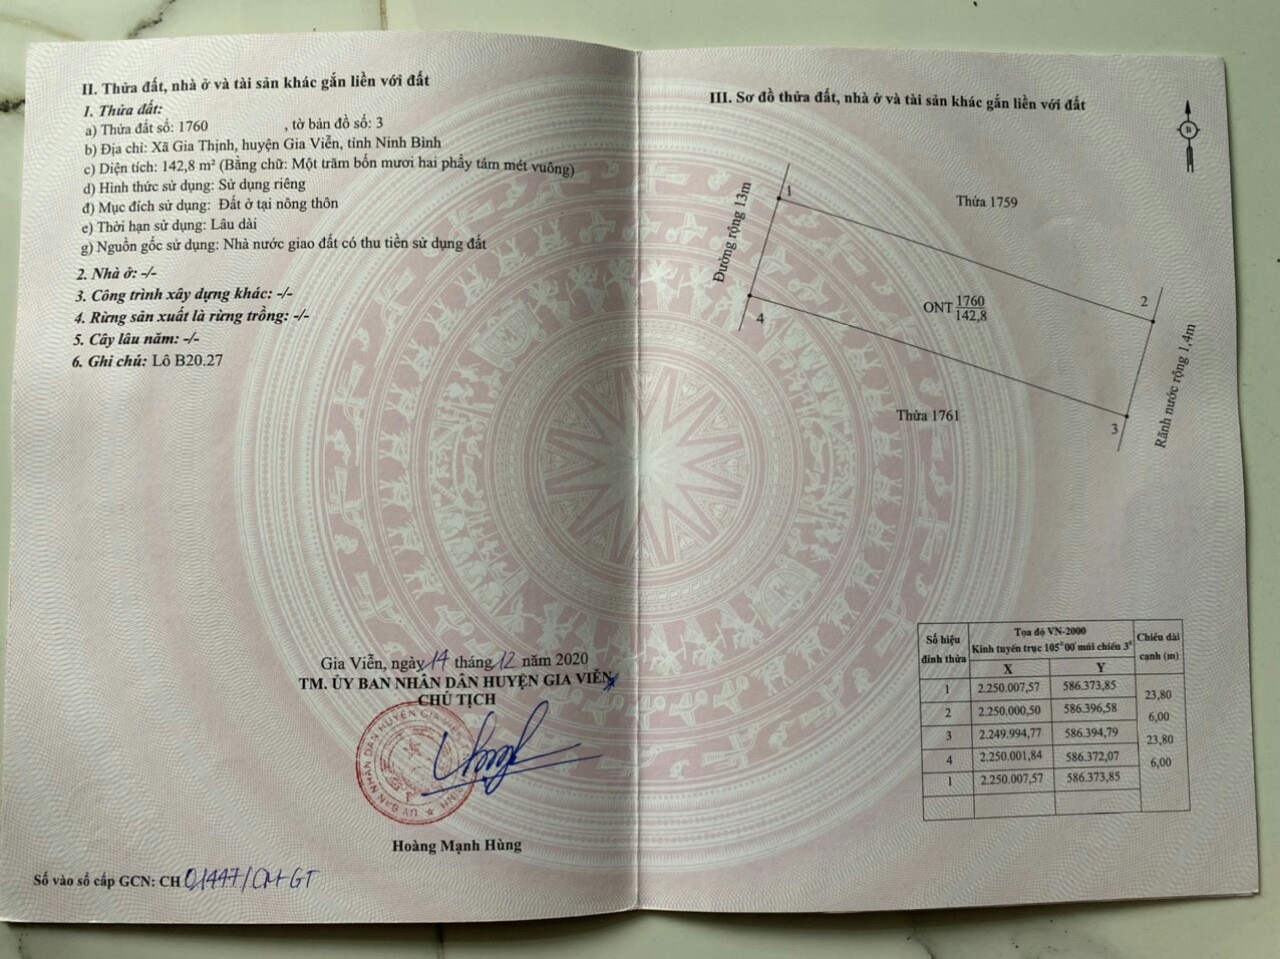 II. Thửa đất, nhà ở và tài sản khác gắn liền với đất
1. Thửa đất:
a) Thửa đất số: 1760 , tờ bản đồ số: 3
b) Địa chỉ: Xã Gia Thịnh, huyện Gia Viễn, tỉnh Ninh Bình
c) Diện tích: 142,8 m² (Bằng chữ: Một trăm bốn mươi hai phẩy tám mét vuông)
d) Hình thức sử dụng: Sử dụng riêng
đ) Mục đích sử dụng: Đất ở tại nông thôn
e) Thời hạn sử dụng: Lâu dài
g) Nguồn gốc sử dụng: Nhà nước giao đất có thu tiền sử dụng đất
2. Nhà ở: -/-
3. Công trình xây dựng khác: -/-
4. Rừng sản xuất là rừng trồng: -/-
5. Cây lâu năm: -/-
6. Ghi chú: Lô B20.27
Gia Viễn, ngày 14 tháng 12 năm 2020
TM. ỦY BAN NHÂN DÂN HUYỆN GIA VIỄN
CHỦ TỊCH
Hoàng Mạnh Hùng
Số vào sổ cấp GCN: CH 01447/CM+GT
III. Sơ đồ thửa đất, nhà ở và tài sản khác gắn liền với đất
B
Đường rộng 13m
1
Thửa 1759
2
ONT 1760
142,8
4
Thửa 1761
3
Rãnh nước rộng 1,4m
Số hiệu đỉnh thửa Tọa độ VN-2000 Kinh tuyến trục 105°00' múi chiếu 3° Chiều dài cạnh (m)
X Y
1 2.250.007,57 586.373,85
23,80
2 2.250.000,50 586.396,58
6,00
3 2.249.994,77 586.394,79
23,80
4 2.250.001,84 586.372,07
6,00
1 2.250.007,57 586.373,85